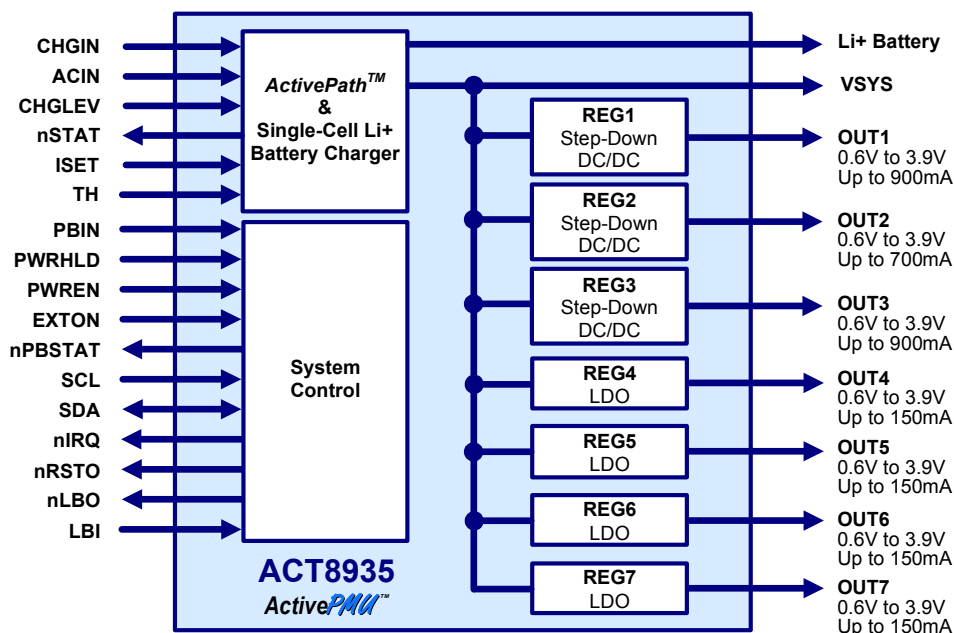 CHGIN
ACIN
CHGLEV
nSTAT
ISET
TH
PBIN
PWRHLD
PWREN
EXTON
nPBSTAT
SCL
SDA
nIRQ
nRSTO
nLBO
LBI
ActivePath™
&
Single-Cell Li+
Battery Charger
System
Control
ACT8935
ActivePMU™
REG1
Step-Down
DC/DC
REG2
Step-Down
DC/DC
REG3
Step-Down
DC/DC
REG4
LDO
REG5
LDO
REG6
LDO
REG7
LDO
Li+ Battery
VSYS
OUT1
0.6V to 3.9V
Up to 900mA
OUT2
0.6V to 3.9V
Up to 700mA
OUT3
0.6V to 3.9V
Up to 900mA
OUT4
0.6V to 3.9V
Up to 150mA
OUT5
0.6V to 3.9V
Up to 150mA
OUT6
0.6V to 3.9V
Up to 150mA
OUT7
0.6V to 3.9V
Up to 150mA